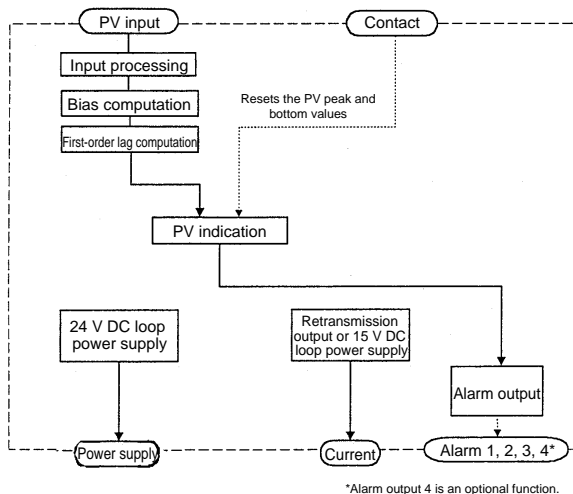 PV input
Contact
Input processing
Bias computation
First-order lag computation
Resets the PV peak and
bottom values
PV indication
24 V DC loop
power supply
Retransmission
output or 15 V DC
loop power supply
Alarm output
Power supply
Current
Alarm 1, 2, 3, 4*
*Alarm output 4 is an optional function.